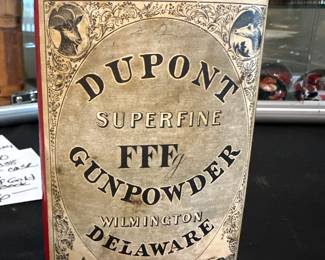 DUPONT
SUPERFINE
FFFg
GUNPOWDER
WILMINGTON
DELAWARE